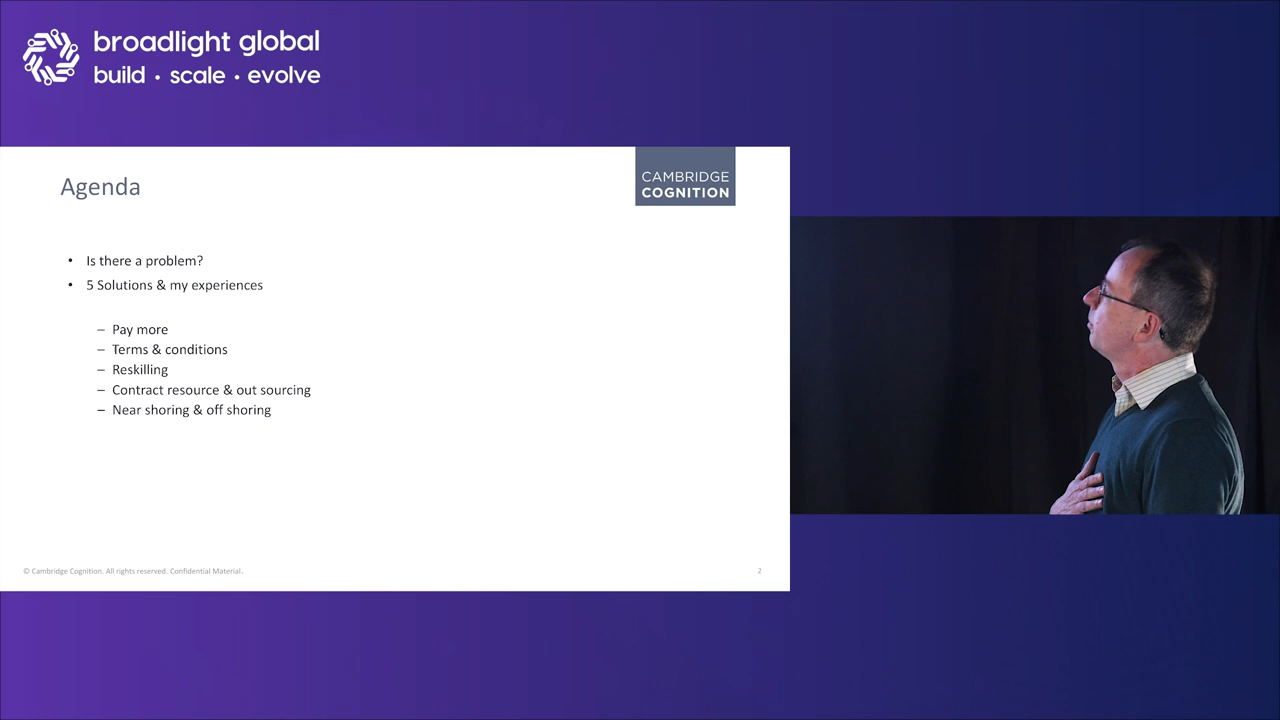 broadlight global
build • scale • evolve
Agenda
CAMBRIDGE
COGNITION
• Is there a problem?
• 5 Solutions & my experiences
– Pay more
– Terms & conditions
– Reskilling
– Contract resource & out sourcing
– Near shoring & off shoring
© Cambridge Cognition. All rights reserved. Confidential Material.
2